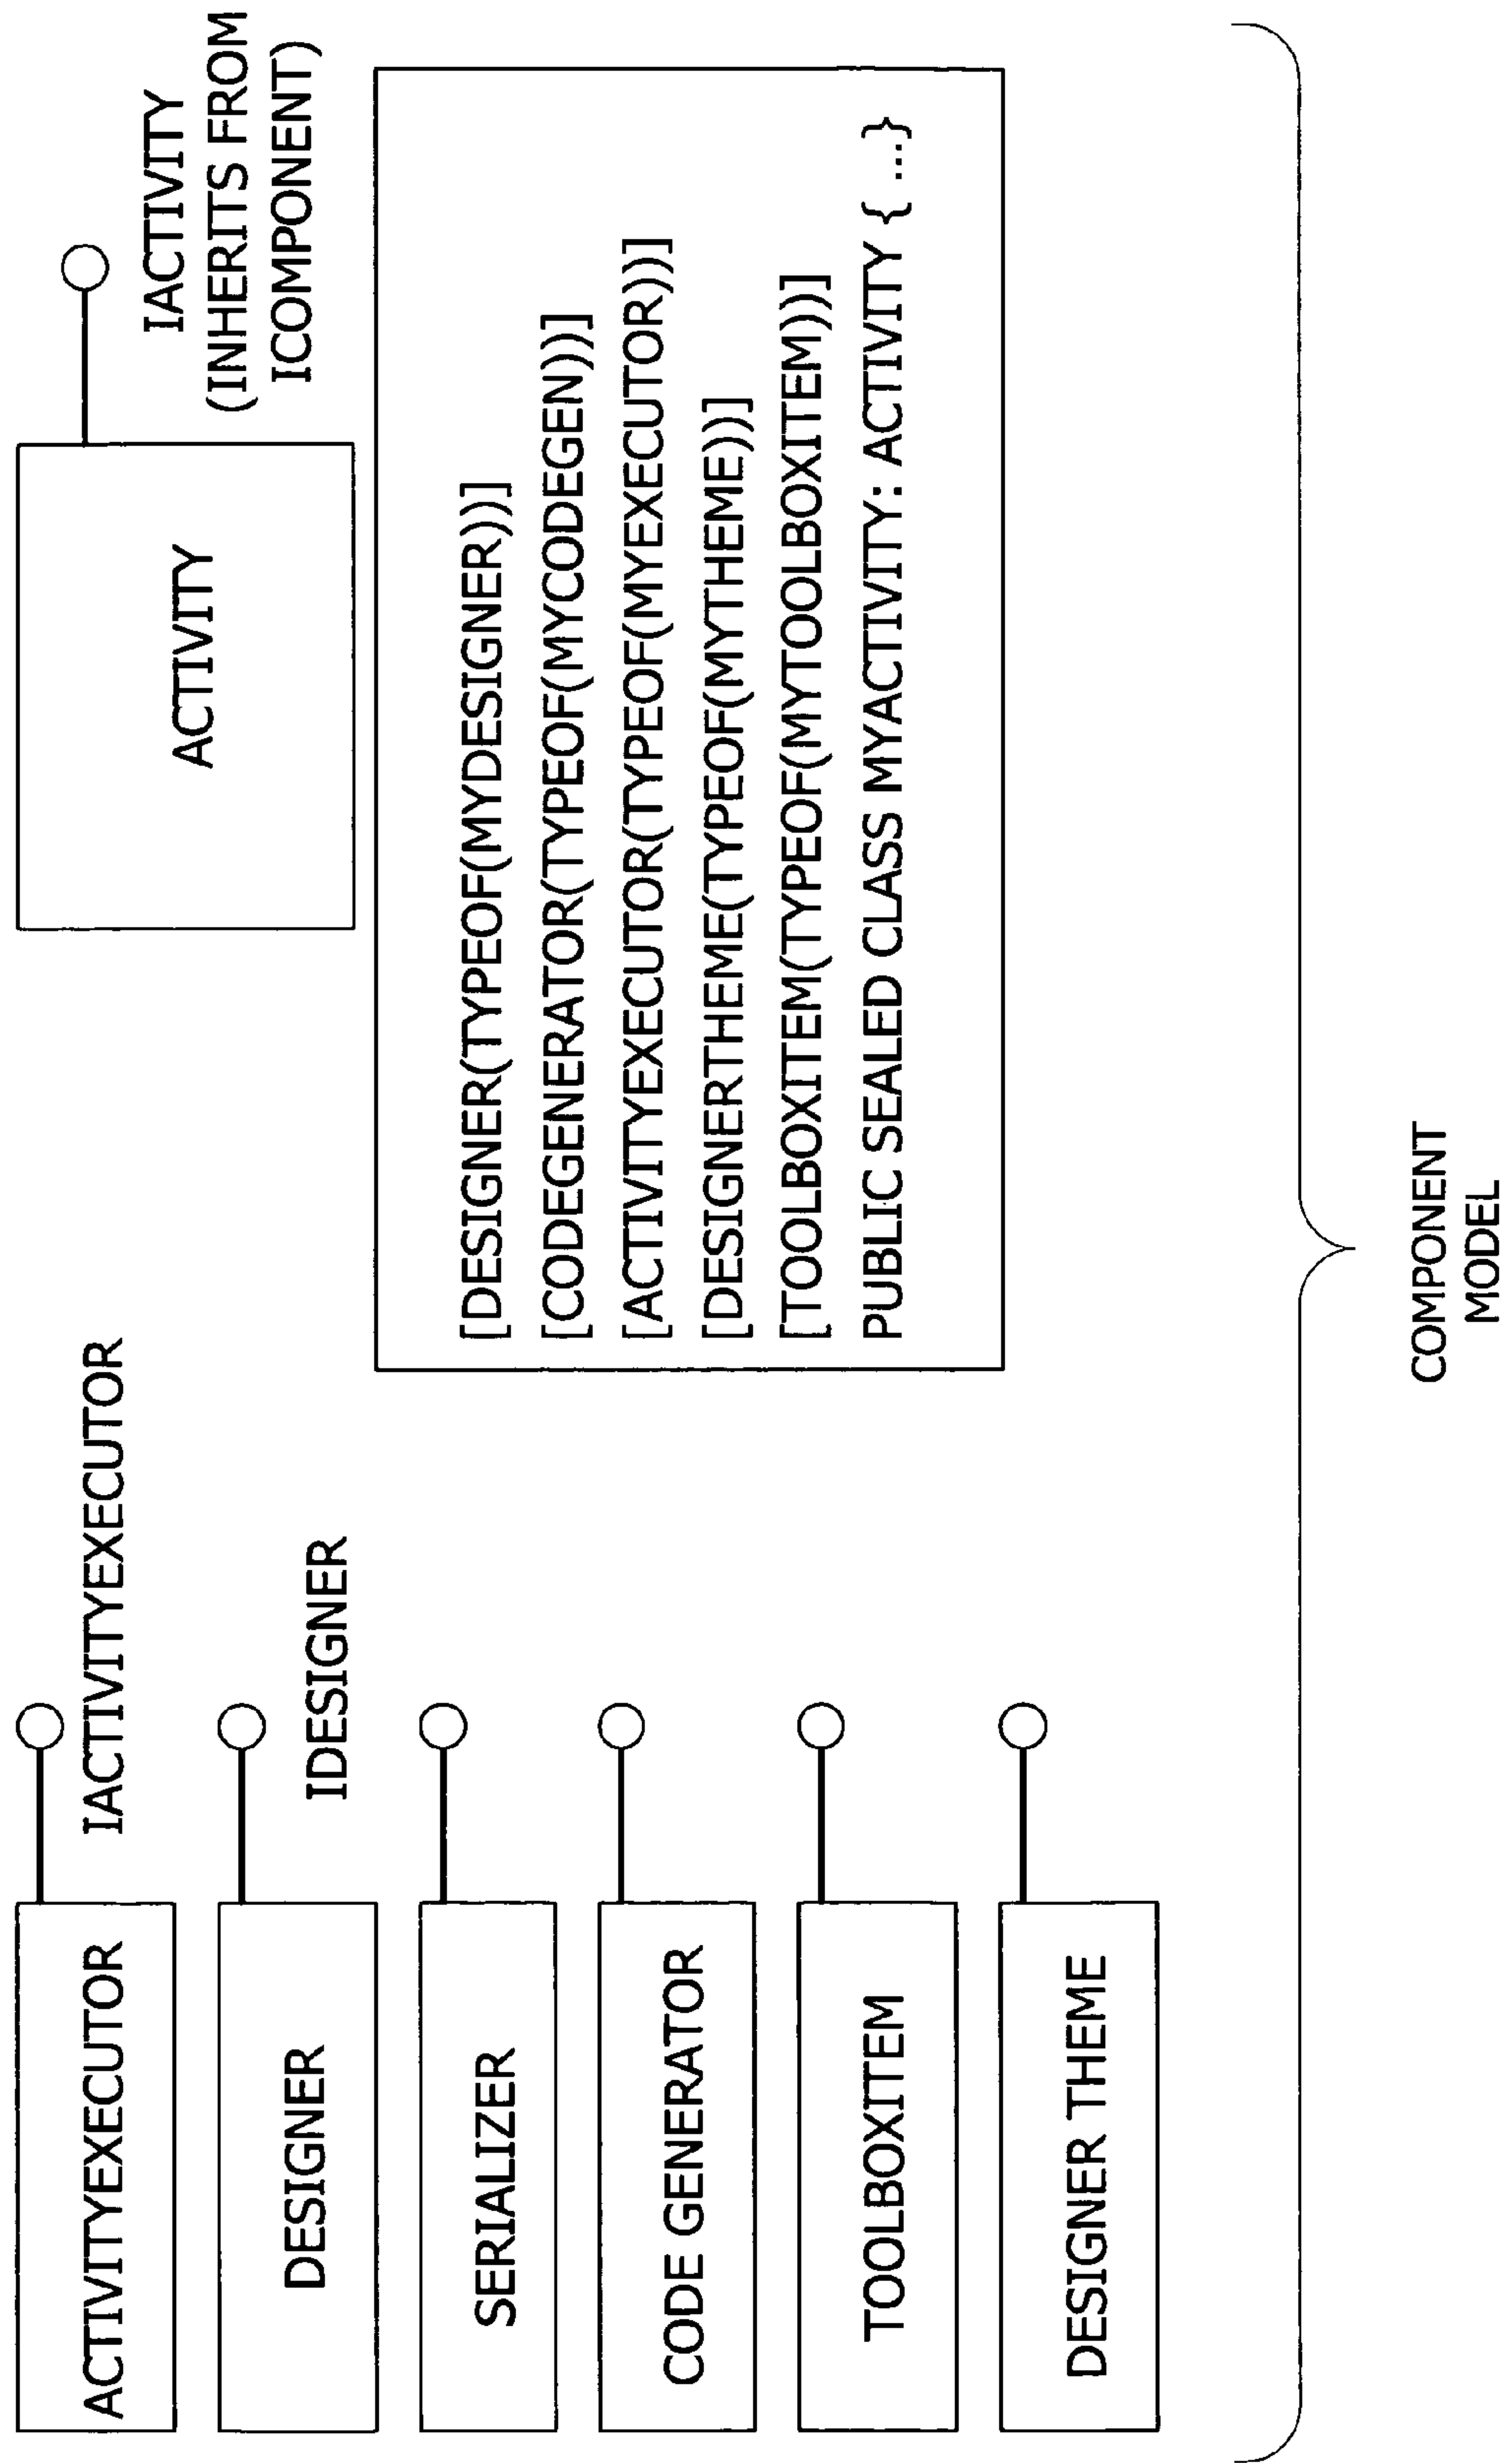 ACTIVITYEXECUTOR
IACTIVITYEXECUTOR
DESIGNER
IDESIGNER
SERIALIZER
CODE GENERATOR
TOOLBOXITEM
DESIGNER THEME
ACTIVITY
IACTIVITY
(INHERITS FROM
ICOMPONENT)
[DESIGNER(TYPEOF(MYDESIGNER))]
[CODEGENERATOR(TYPEOF(MYCODEGEN))]
[ACTIVITYEXECUTOR(TYPEOF(MYEXECUTOR))]
[DESIGNERTHEME(TYPEOF(MYTHEME))]
[TOOLBOXITEM(TYPEOF(MYTOOLBOXITEM))]
PUBLIC SEALED CLASS MYACTIVITY: ACTIVITY { ...}
COMPONENT
MODEL